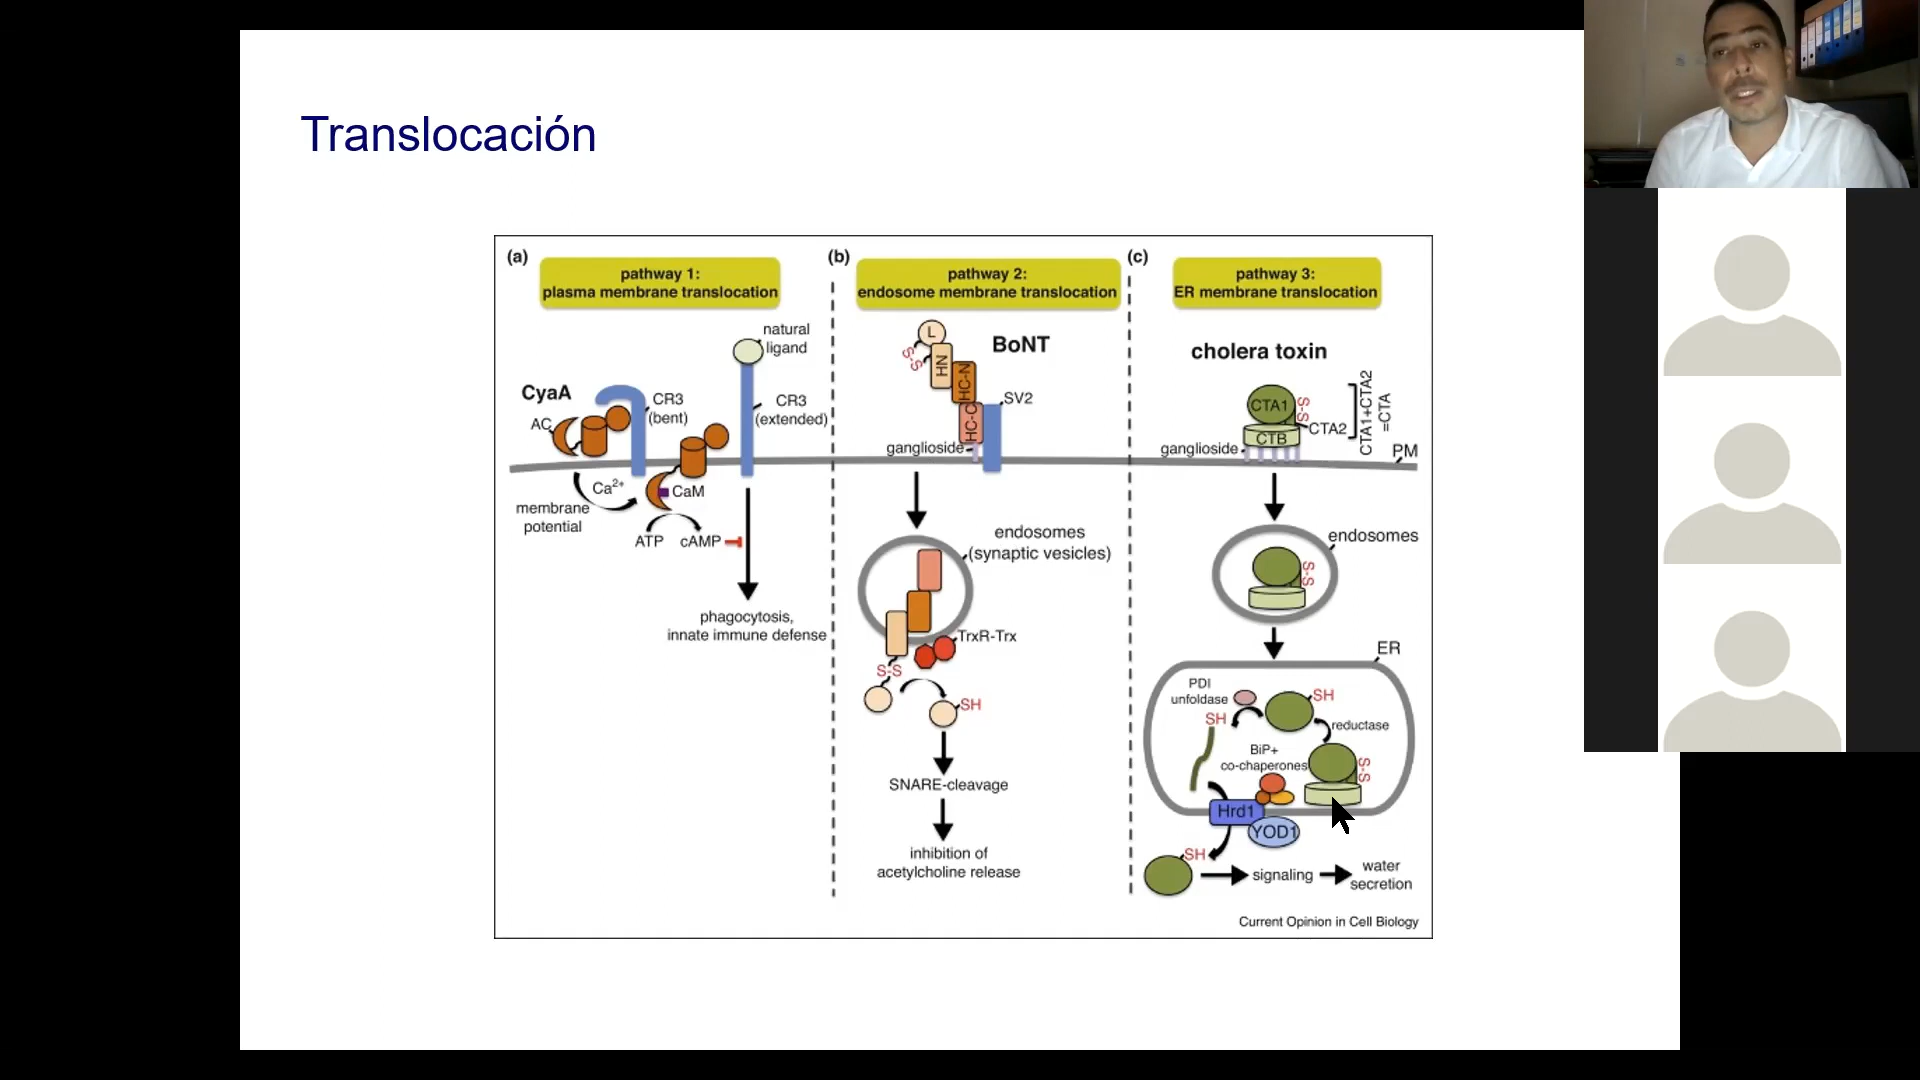 Translocación
(a)
pathway 1:
plasma membrane translocation
natural
ligand
CyaA
CR3
(bent)
CR3
(extended)
AC
Ca2+
CaM
membrane
potential
ATP
cAMP
phagocytosis,
innate immune defense
(b)
pathway 2:
endosome membrane translocation
L
S-S
HN
HC-N
HC-C
BoNT
SV2
ganglioside
endosomes
(synaptic vesicles)
TrxR-Trx
S-S
SH
SNARE-cleavage
inhibition of
acetylcholine release
(c)
pathway 3:
ER membrane translocation
cholera toxin
CTA1
S-S
CTA2
CTB
CTA1+CTA2
=CTA
ganglioside
PM
endosomes
S-S
ER
PDI
unfoldase
SH
SH
reductase
BiP+
co-chaperones
S-S
Hrd1
YOD1
SH
signaling
water
secretion
Current Opinion in Cell Biology